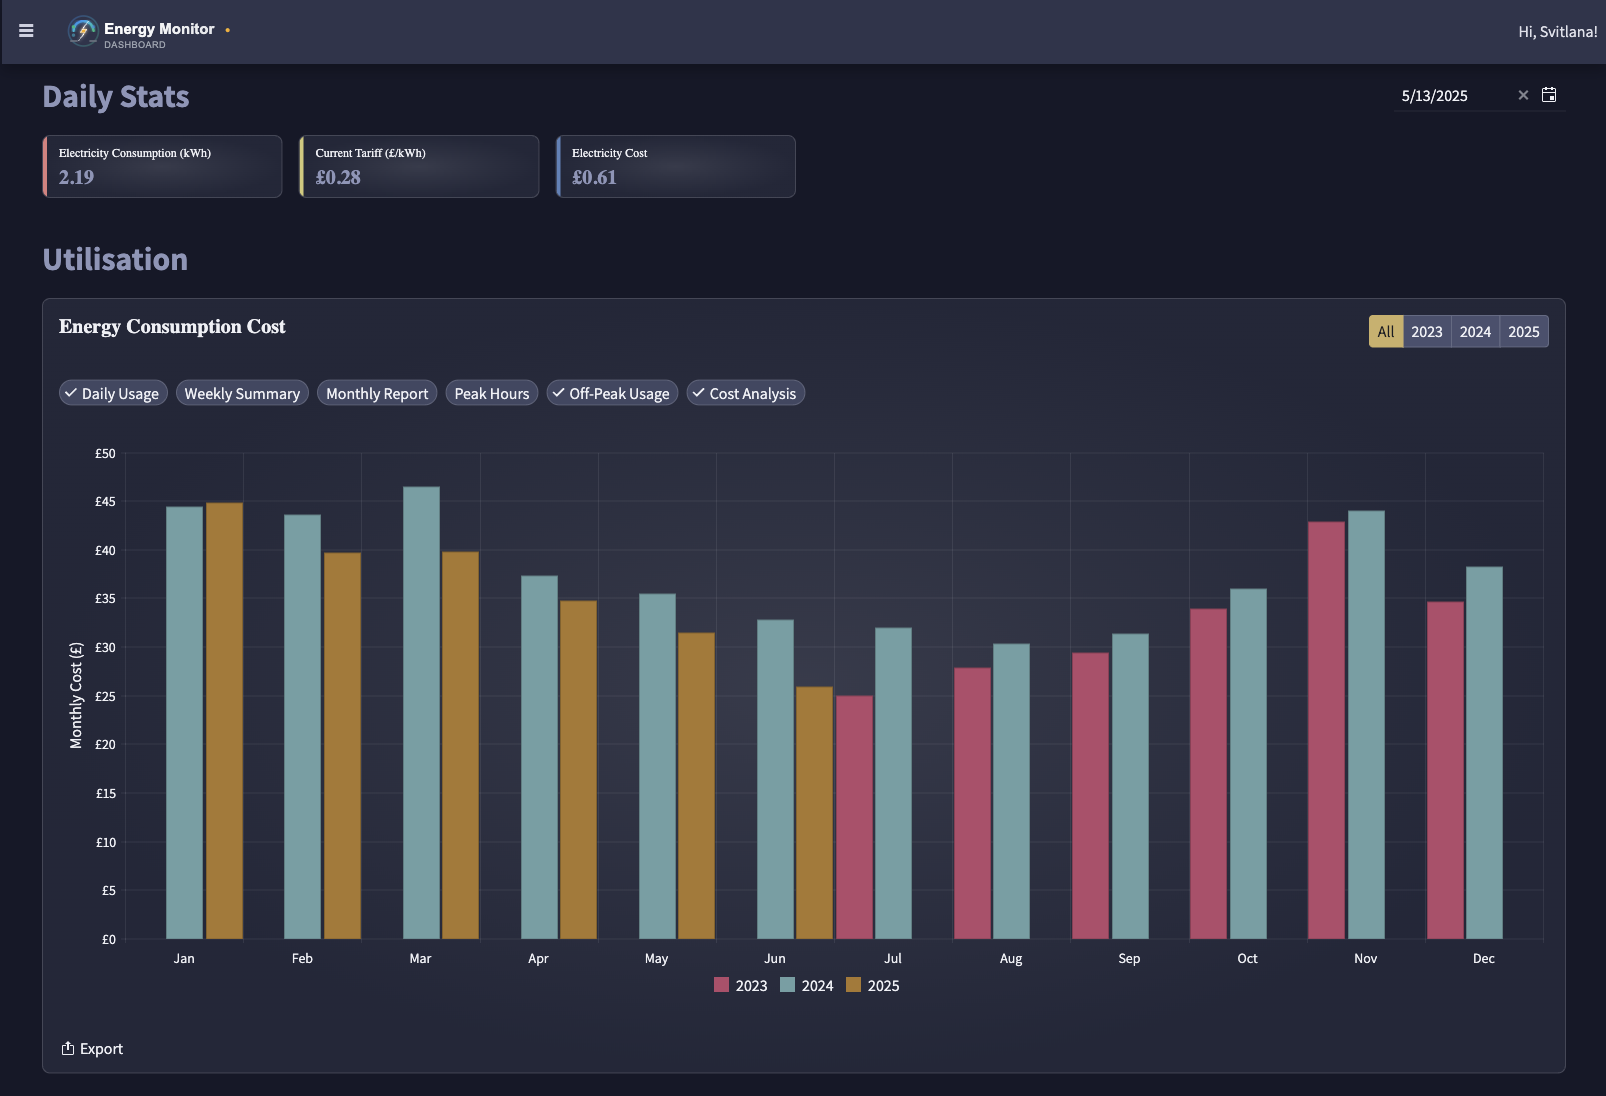 Energy Monitor
DASHBOARD
Hi, Svitlana!
Daily Stats
5/13/2025
Electricity Consumption (kWh)
2.19
Current Tariff (£/kWh)
£0.28
Electricity Cost
£0.61
Utilisation
Energy Consumption Cost
All 2023 2024 2025
Daily Usage Weekly Summary Monthly Report Peak Hours Off-Peak Usage Cost Analysis
Monthly Cost (£)
£50
£45
£40
£35
£30
£25
£20
£15
£10
£5
£0
Jan Feb Mar Apr May Jun Jul Aug Sep Oct Nov Dec
2023 2024 2025
Export